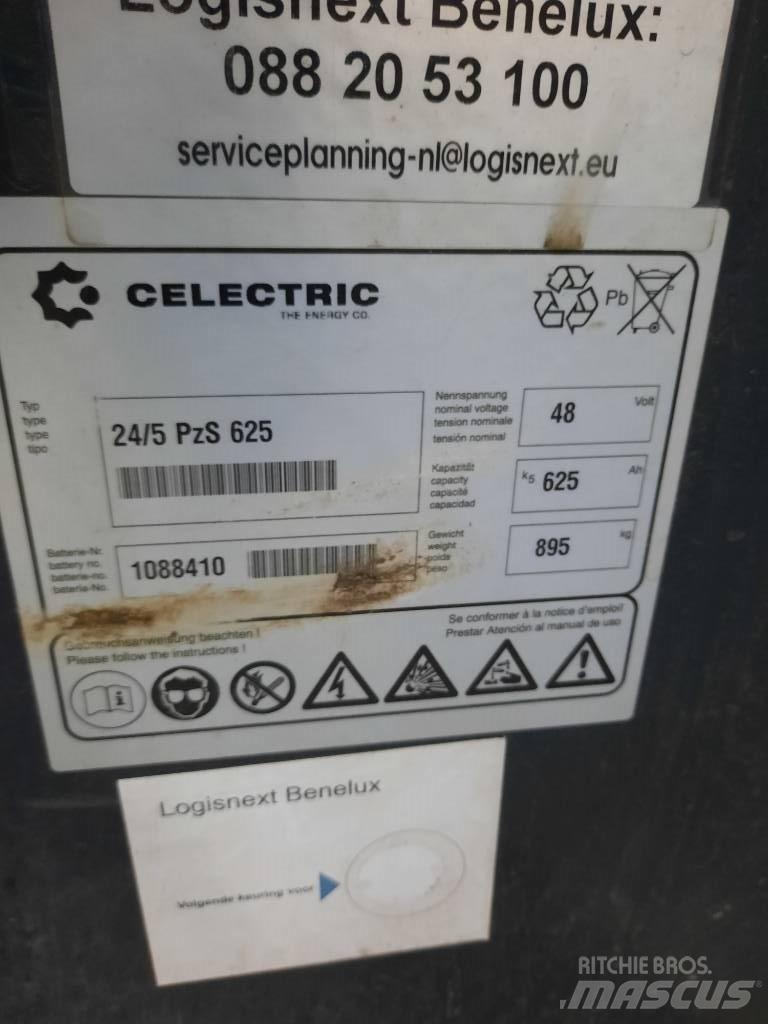 Logisnext Benelux:
088 20 53 100
serviceplanning-nl@logisnext.eu
CELECTRIC
THE ENERGY CO.
Pb
Typ
type
type
tipo
24/5 PzS 625
Nennspannung
nominal voltage
tension nominale
tensión nominal
48 Volt
Kapazität
capacity
capacité
capacidad
K5 625 Ah
Batterie-Nr.
battery no.
batterie-no.
bateria-No.
1088410
Gewicht
weight
poids
peso
895 kg
Gebrauchsanweisung beachten !
Please follow the instructions !
Se conformer à la notice d'emploi!
Prestar Atención al manual de uso
Logisnext Benelux
Volgende keuring voor
RITCHIE BROS.
MASCUS